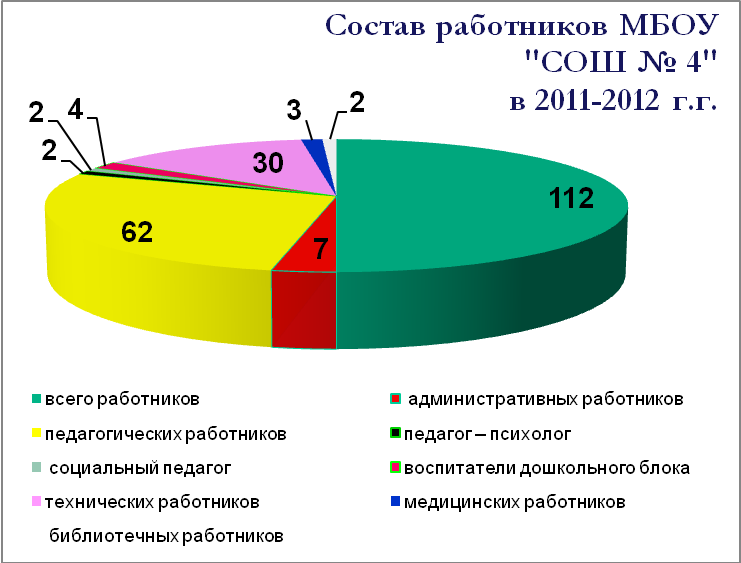 Состав работников МБОУ
"СОШ № 4"
в 2011-2012 г.г.
2
4
3
2
2
30
112
62
7
всего работников
административных работников
педагогических работников
педагог – психолог
социальный педагог
воспитатели дошкольного блока
технических работников
медицинских работников
библиотечных работников